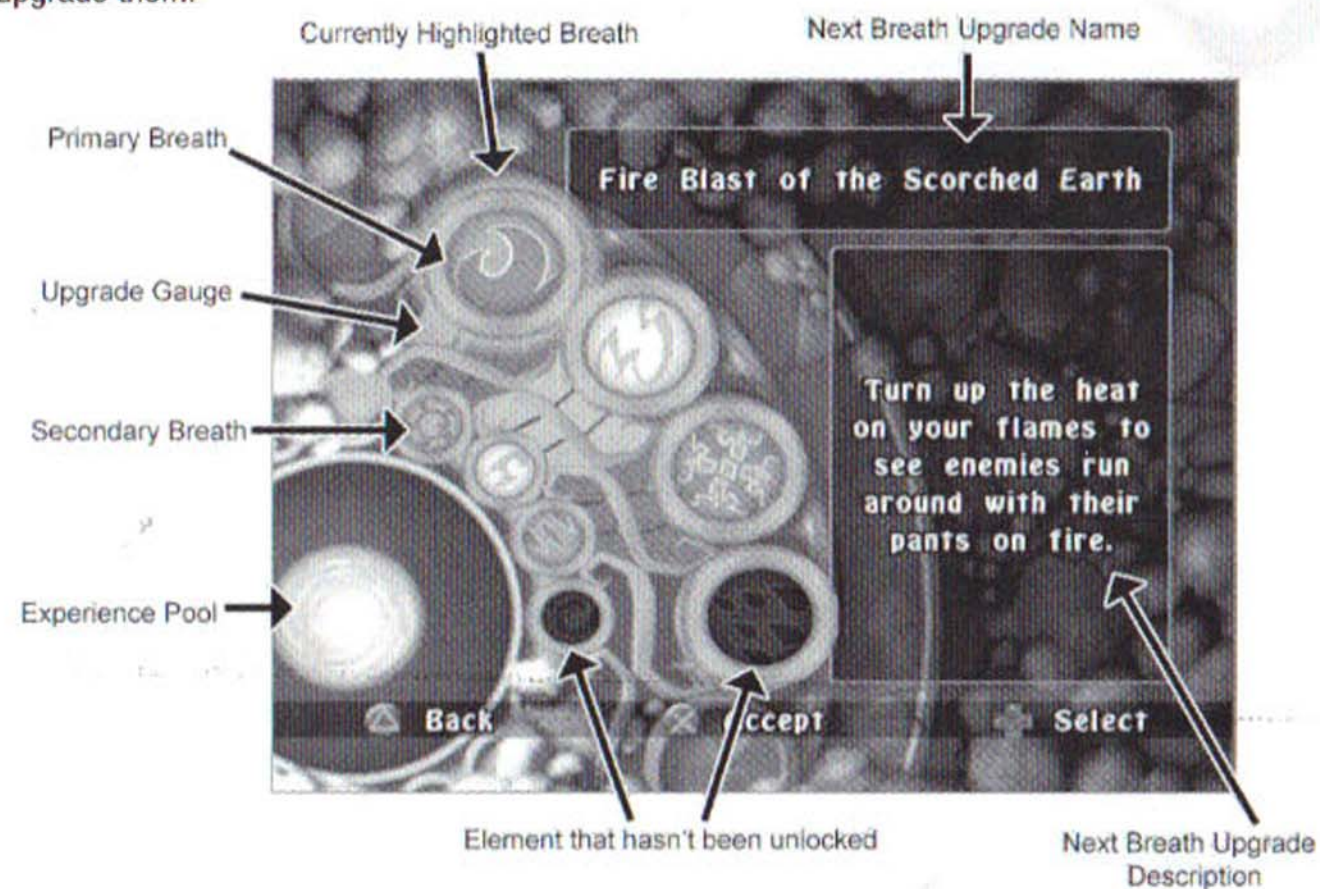 Currently Highlighted Breath
Next Breath Upgrade Name
Primary Breath
Fire Blast of the Scorched Earth
Upgrade Gauge
Secondary Breath
Turn up the heat
on your flames to
see enemies run
around with their
pants on fire.
Experience Pool
Back
ccept
Select
Element that hasn't been unlocked
Next Breath Upgrade
Description